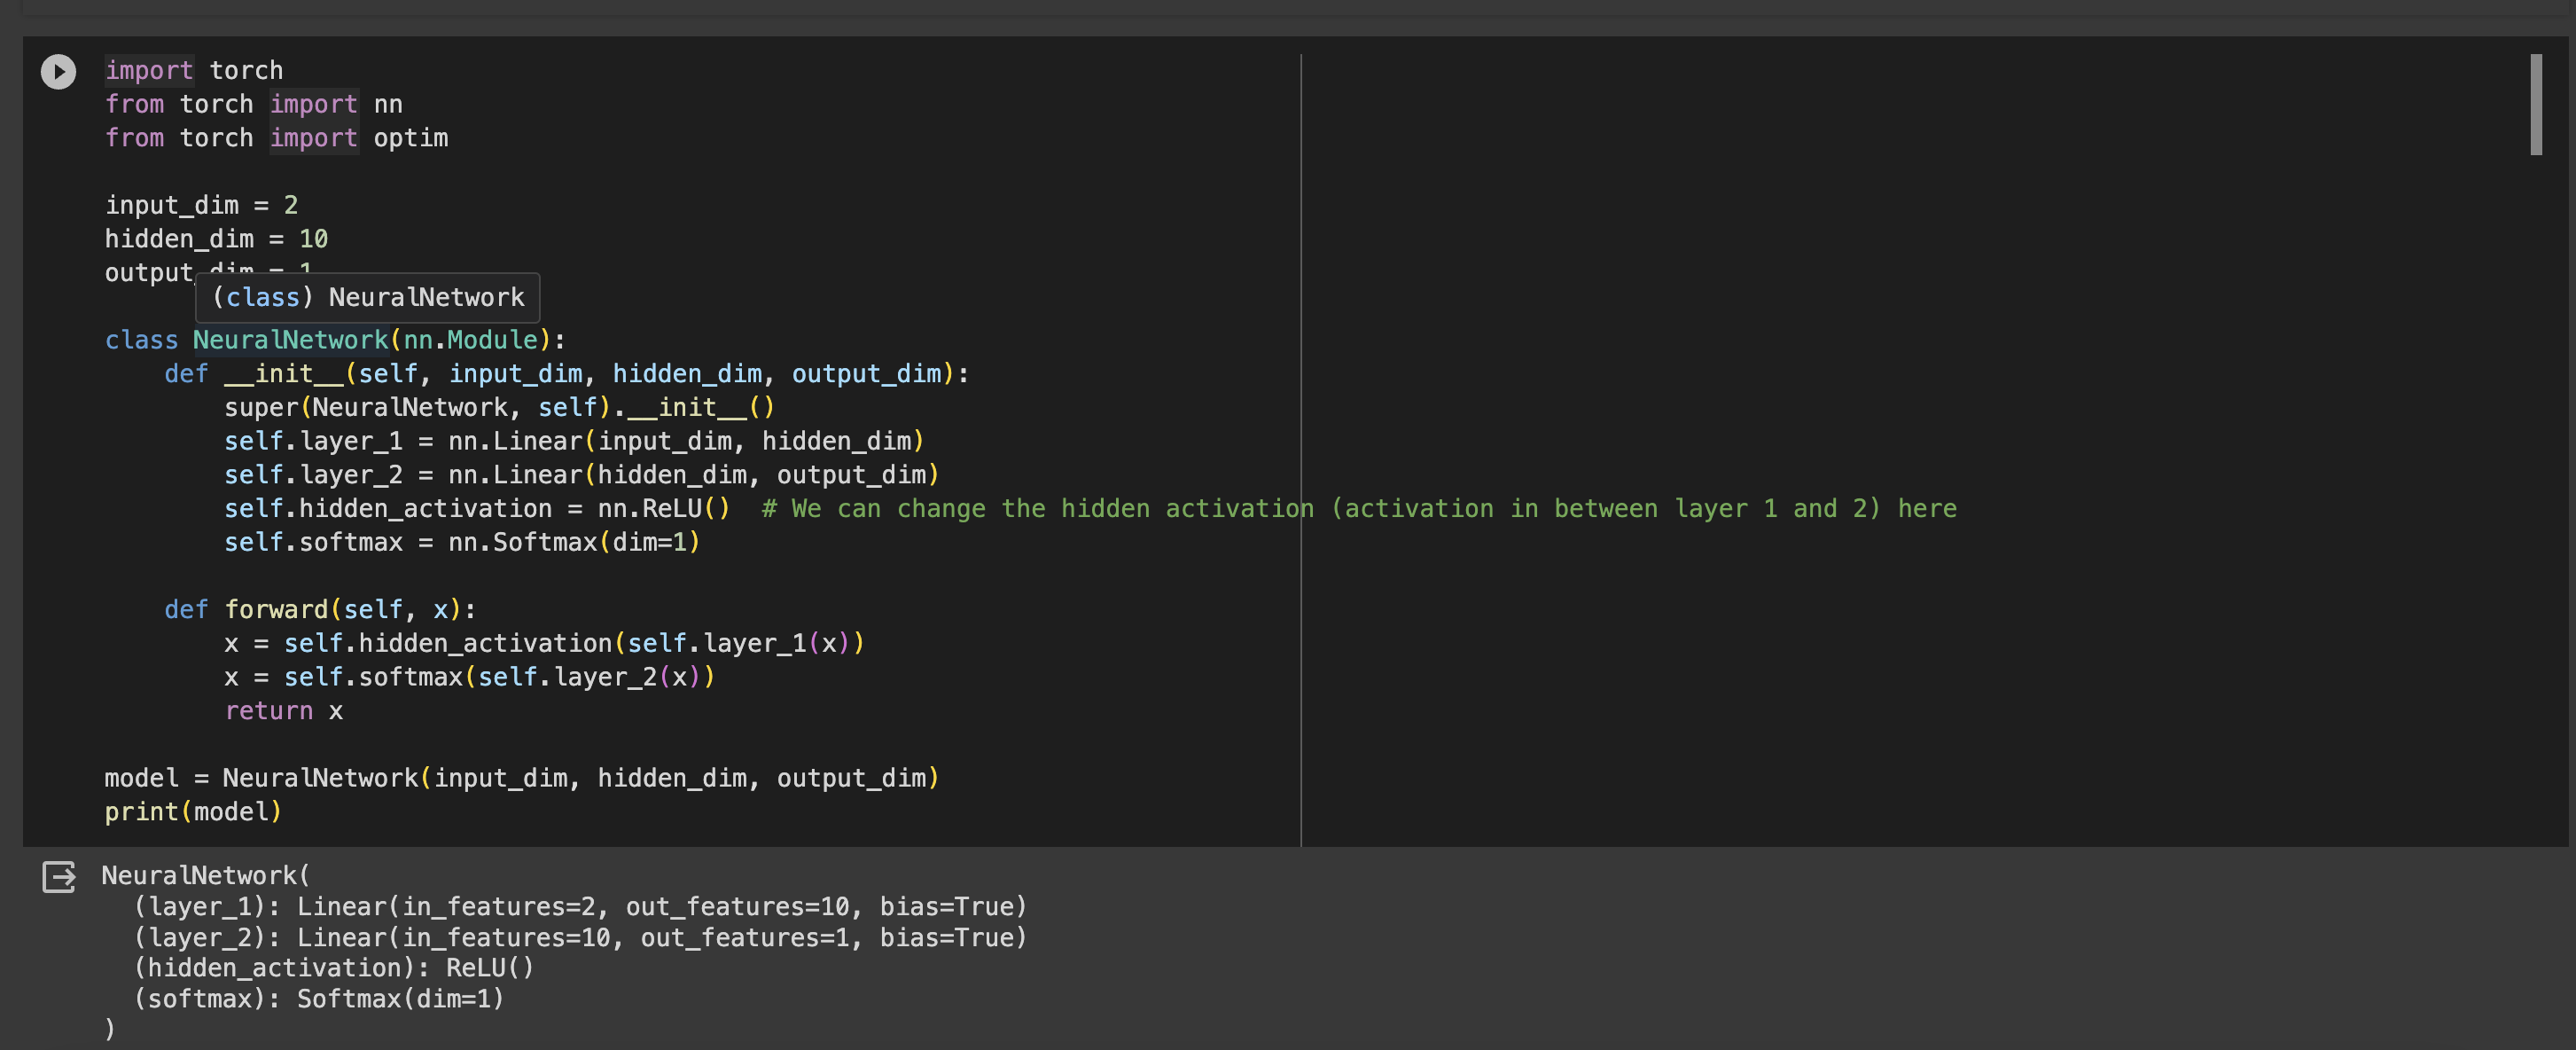 import torch
from torch import nn
from torch import optim
input_dim = 2
hidden_dim = 10
output_dim = 1
(class) NeuralNetwork
class NeuralNetwork(nn.Module):
    def __init__(self, input_dim, hidden_dim, output_dim):
        super(NeuralNetwork, self).__init__()
        self.layer_1 = nn.Linear(input_dim, hidden_dim)
        self.layer_2 = nn.Linear(hidden_dim, output_dim)
        self.hidden_activation = nn.ReLU()  # We can change the hidden activation (activation in between layer 1 and 2) here
        self.softmax = nn.Softmax(dim=1)
    def forward(self, x):
        x = self.hidden_activation(self.layer_1(x))
        x = self.softmax(self.layer_2(x))
        return x
model = NeuralNetwork(input_dim, hidden_dim, output_dim)
print(model)
NeuralNetwork(
  (layer_1): Linear(in_features=2, out_features=10, bias=True)
  (layer_2): Linear(in_features=10, out_features=1, bias=True)
  (hidden_activation): ReLU()
  (softmax): Softmax(dim=1)
)